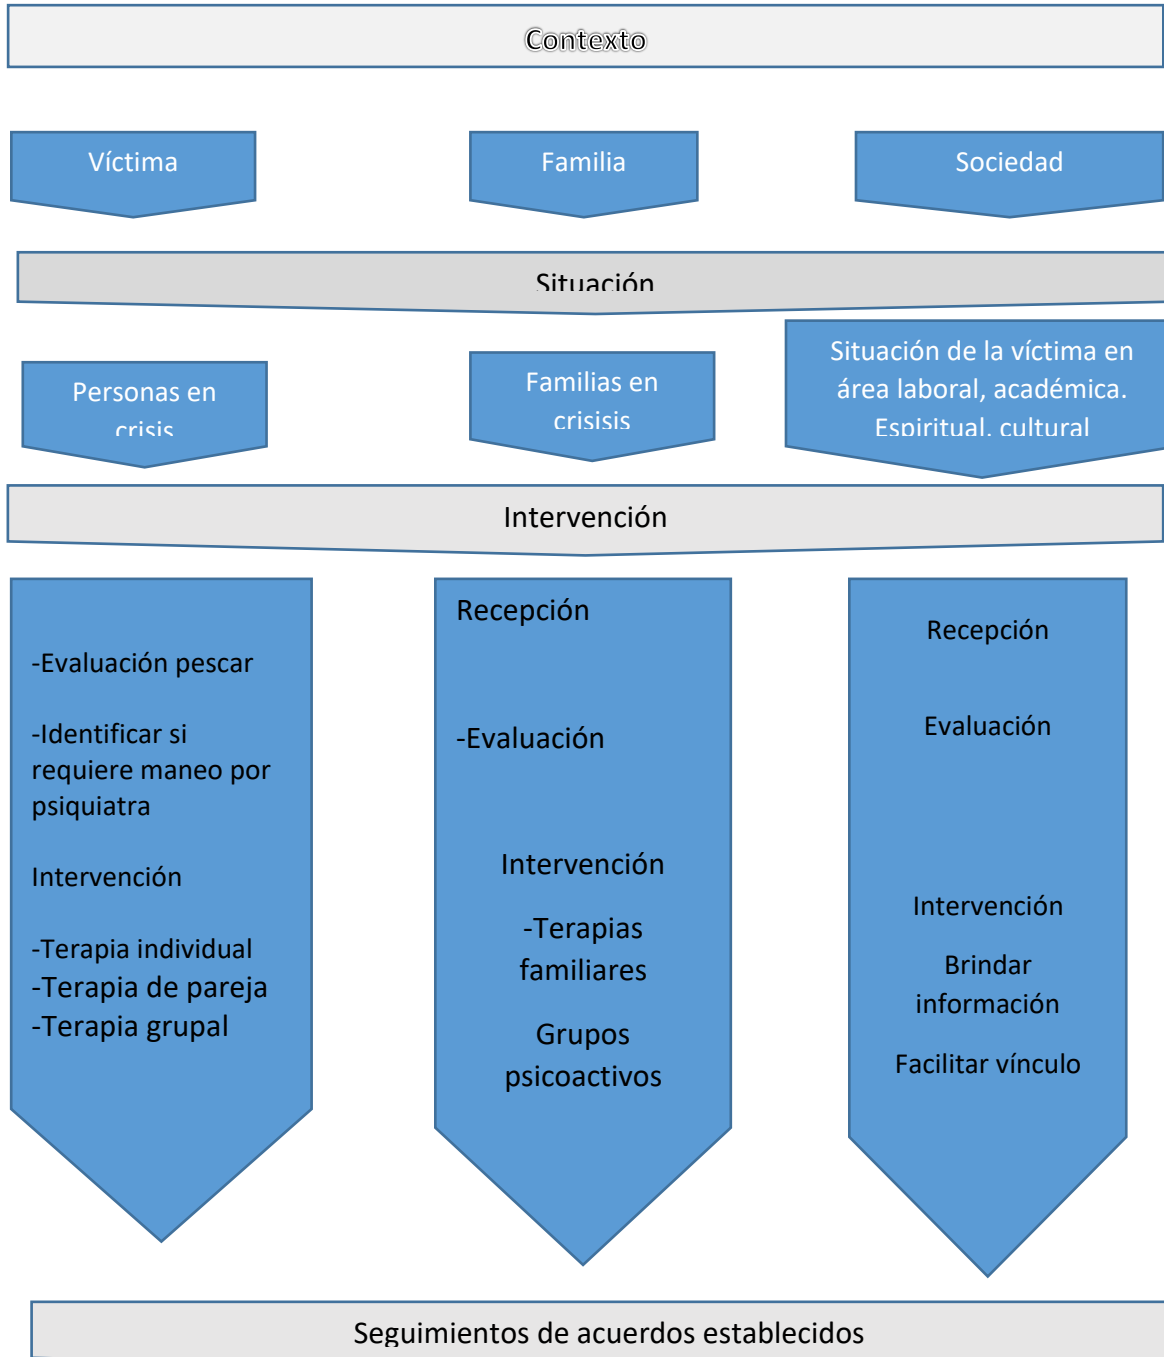 Contexto
Víctima
Familia
Sociedad
Situación
Personas en
crisis
Familias en
crisisis
Situación de la víctima en
área laboral, académica.
Espiritual, cultural
Intervención
-Evaluación pescar
-Identificar si
requiere maneo por
psiquiatra
Intervención
-Terapia individual
-Terapia de pareja
-Terapia grupal
Recepción
-Evaluación
Intervención
-Terapias
familiares
Grupos
psicoactivos
Recepción
Evaluación
Intervención
Brindar
información
Facilitar vínculo
Seguimientos de acuerdos establecidos